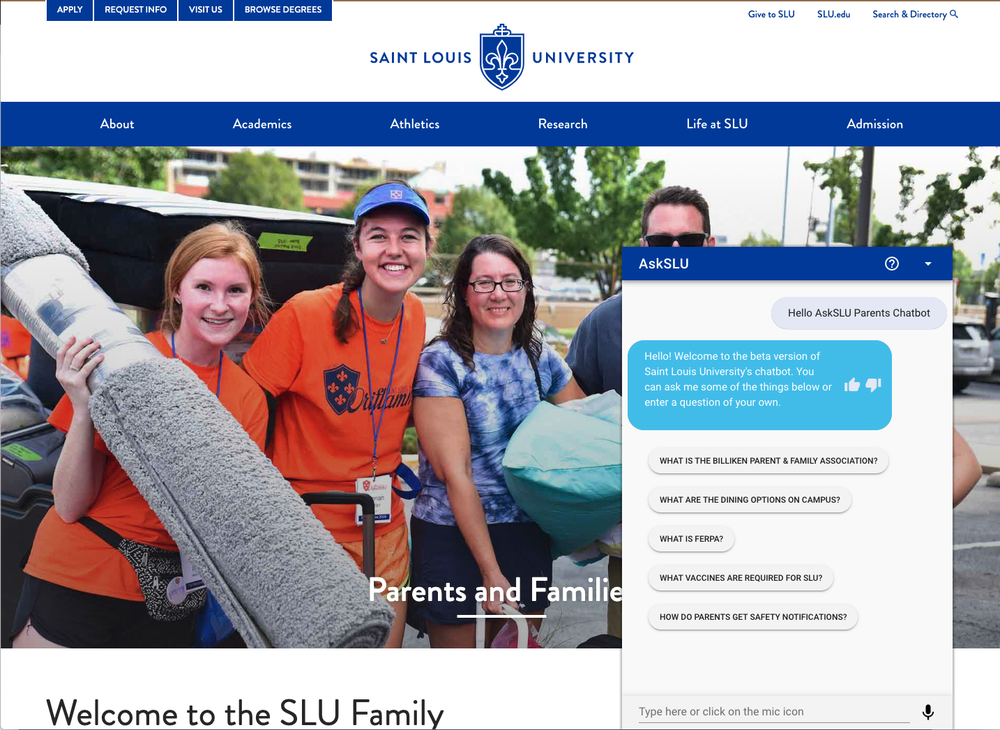 APPLY
REQUEST INFO
VISIT US
BROWSE DEGREES
Give to SLU
SLU.edu
Search & Directory
SAINT LOUIS UNIVERSITY
About
Academics
Athletics
Research
Life at SLU
Admission
Oriflamm
Parents and Familie
AskSLU
Hello AskSLU Parents Chatbot
Hello! Welcome to the beta version of
Saint Louis University's chatbot. You
can ask me some of the things below or
enter a question of your own.
WHAT IS THE BILLIKEN PARENT & FAMILY ASSOCIATION?
WHAT ARE THE DINING OPTIONS ON CAMPUS?
WHAT IS FERPA?
WHAT VACCINES ARE REQUIRED FOR SLU?
HOW DO PARENTS GET SAFETY NOTIFICATIONS?
Type here or click on the mic icon
Welcome to the SLU Family